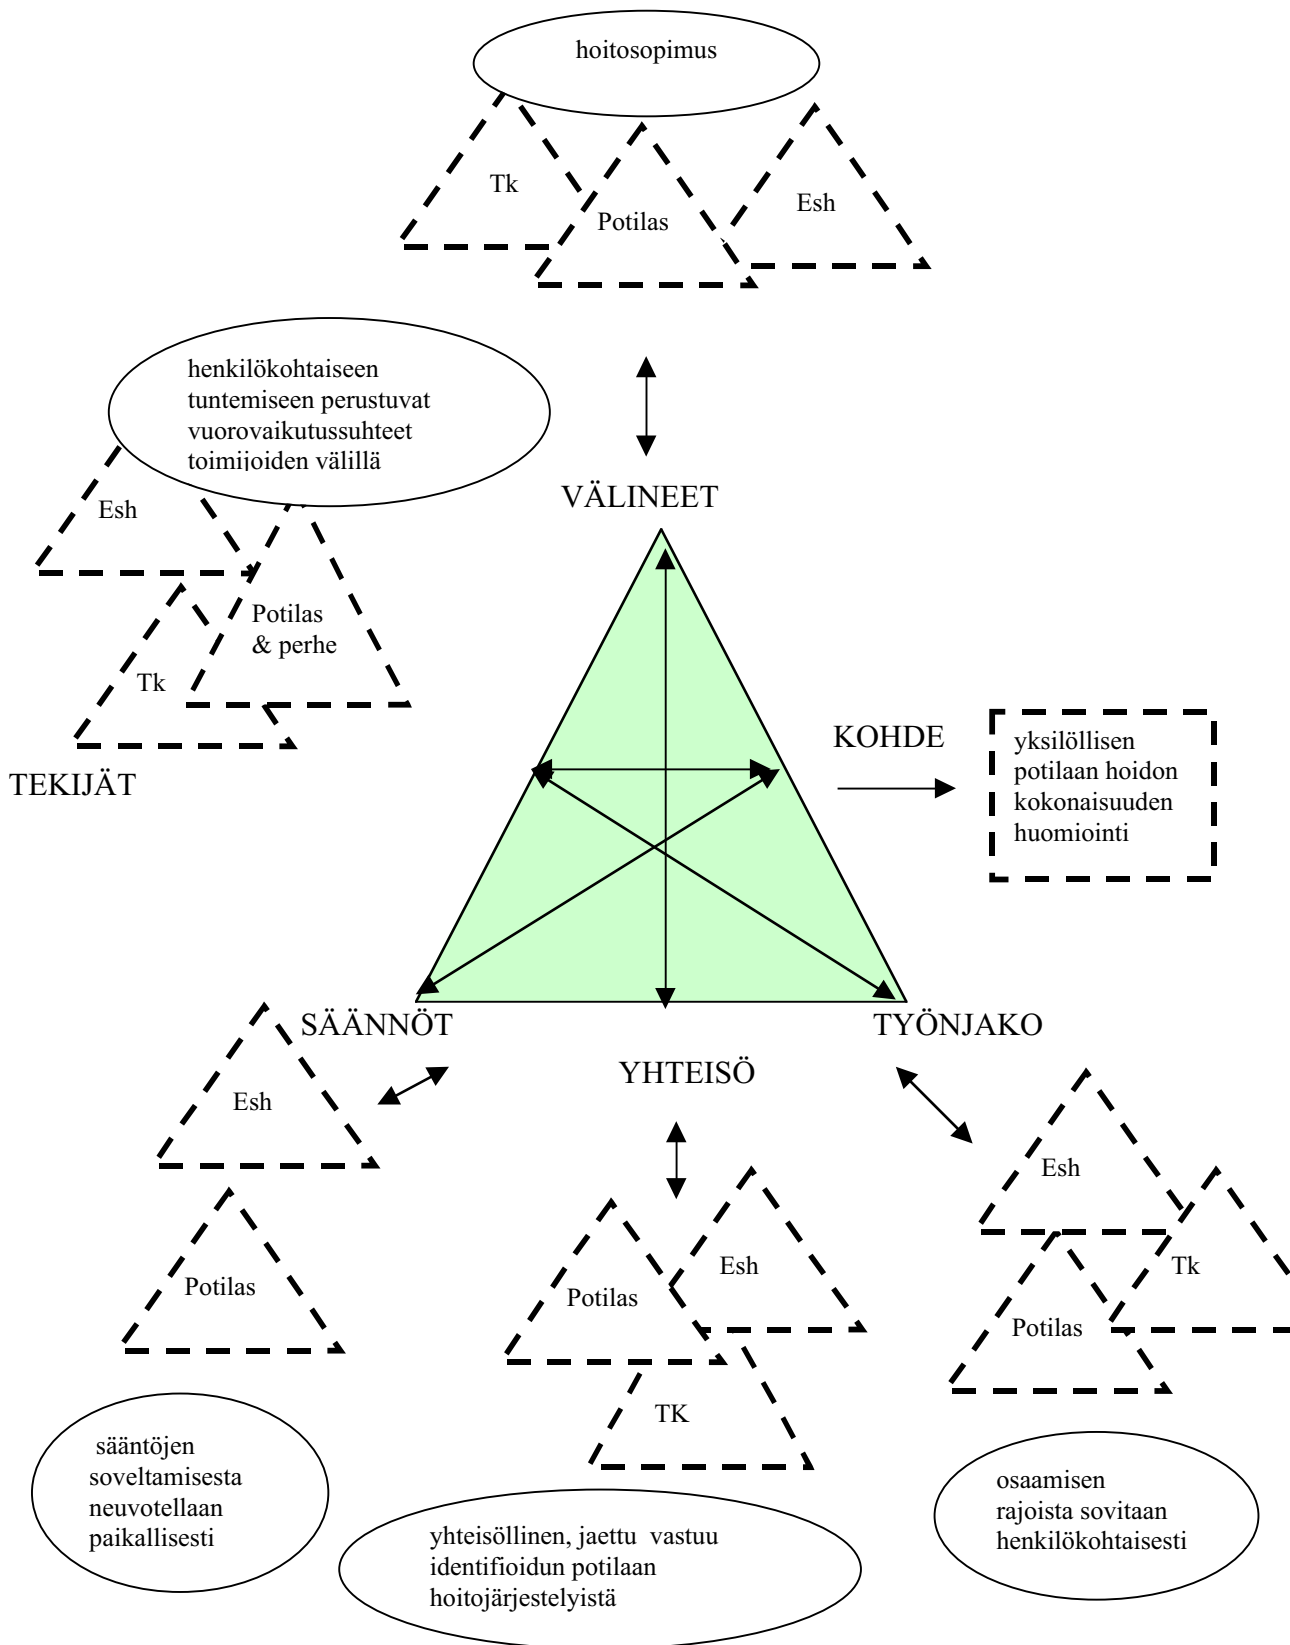 hoitosopimus
Tk
Potilas
Esh
henkilökohtaiseen
tuntemiseen perustuvat
vuorovaikutussuhteet
toimijoiden välillä
VÄLINEET
Esh
Potilas
& perhe
Tk
TEKIJÄT
KOHDE
yksilöllisen
potilaan hoidon
kokonaisuuden
huomiointi
SÄÄNNÖT
TYÖNJAKO
YHTEISÖ
Esh
Potilas
Esh
Potilas
TK
Esh
Tk
Potilas
sääntöjen
soveltamisesta
neuvotellaan
paikallisesti
yhteisöllinen, jaettu vastuu
identifioidun potilaan
hoitojärjestelyistä
osaamisen
rajoista sovitaan
henkilökohtaisesti